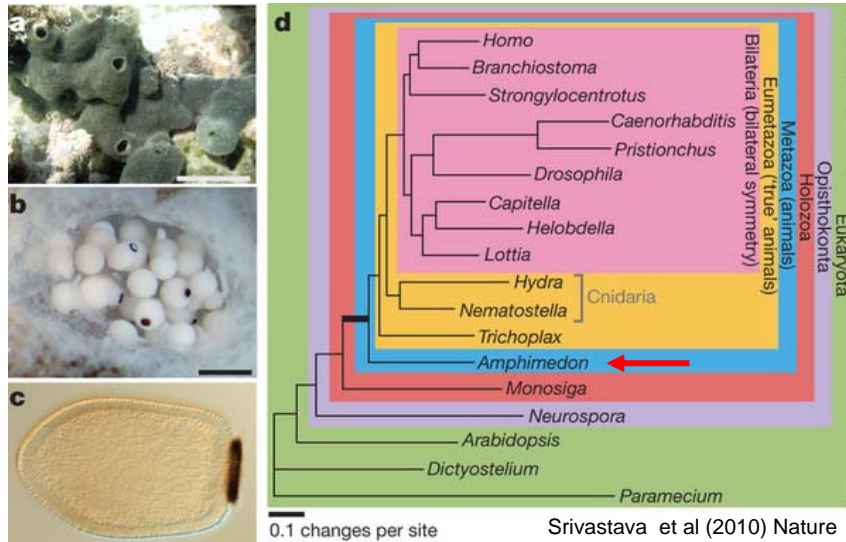 a
b
c
d
Homo
Branchiostoma
Strongylocentrotus
Caenorhabditis
Pristionchus
Drosophila
Capitella
Helobdella
Lottia
Hydra
Nematostella
Cnidaria
Trichoplax
Amphimedon
Monosiga
Neurospora
Arabidopsis
Dictyostelium
Paramecium
Bilateria (bilateral symmetry)
Eumetazoa (‘true’ animals)
Metazoa (animals)
Holozoa
Opisthokonta
Eukaryota
0.1 changes per site
Srivastava et al (2010) Nature